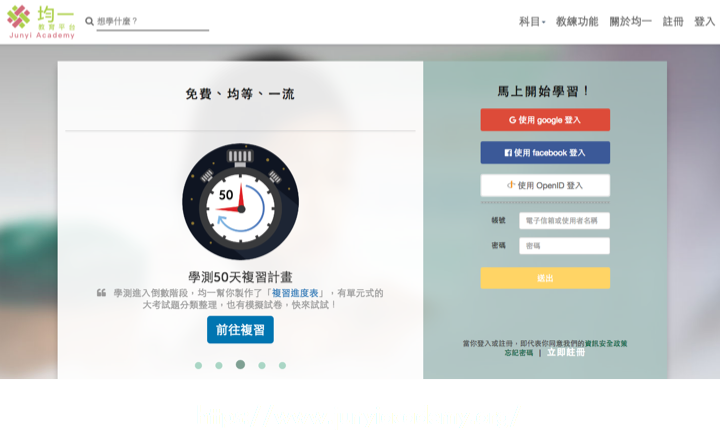 均一
教育平台
Junyi Academy
想學什麼?
科目
教練功能
關於均一
註冊
登入
免費、均等、一流
50
學測50天複習計畫
學測進入倒數階段,均一幫你製作了「複習進度表」,有單元式的
大考試題分類整理,也有模擬試卷,快來試試!
前往複習
馬上開始學習!
使用 google 登入
使用 facebook 登入
使用 OpenID 登入
帳號
電子信箱或使用者名稱
密碼
密碼
送出
當你登入或註冊,即代表你同意我們的資訊安全政策
忘記密碼 | 立即註冊